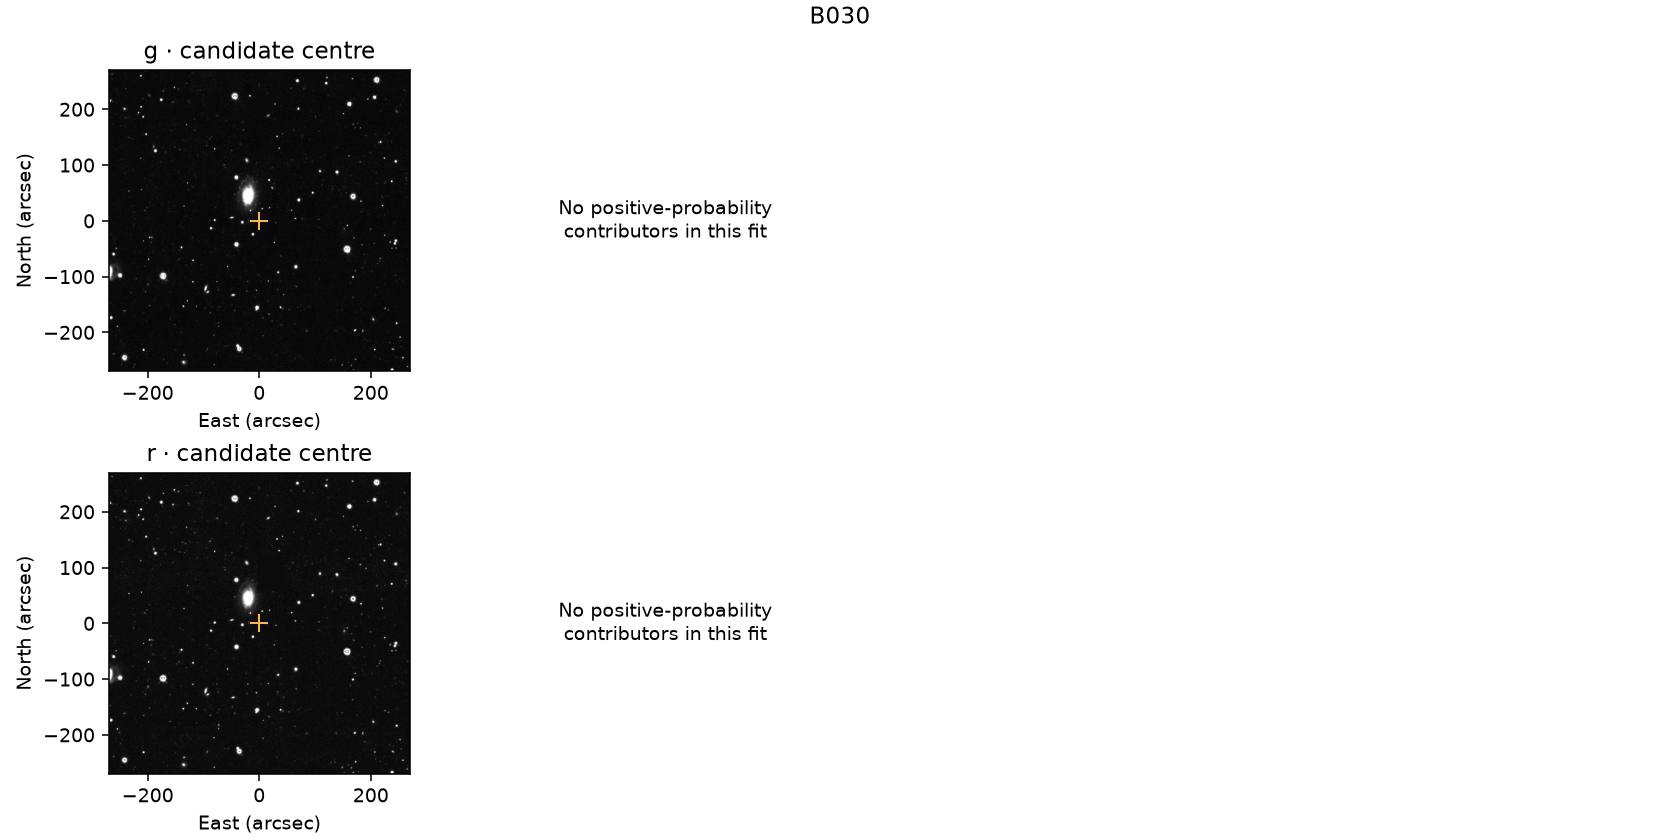 B030
g · candidate centre
200
100
0
−100
−200
North (arcsec)
−200 0 200
East (arcsec)
No positive-probability
contributors in this fit
r · candidate centre
200
100
0
−100
−200
North (arcsec)
−200 0 200
East (arcsec)
No positive-probability
contributors in this fit